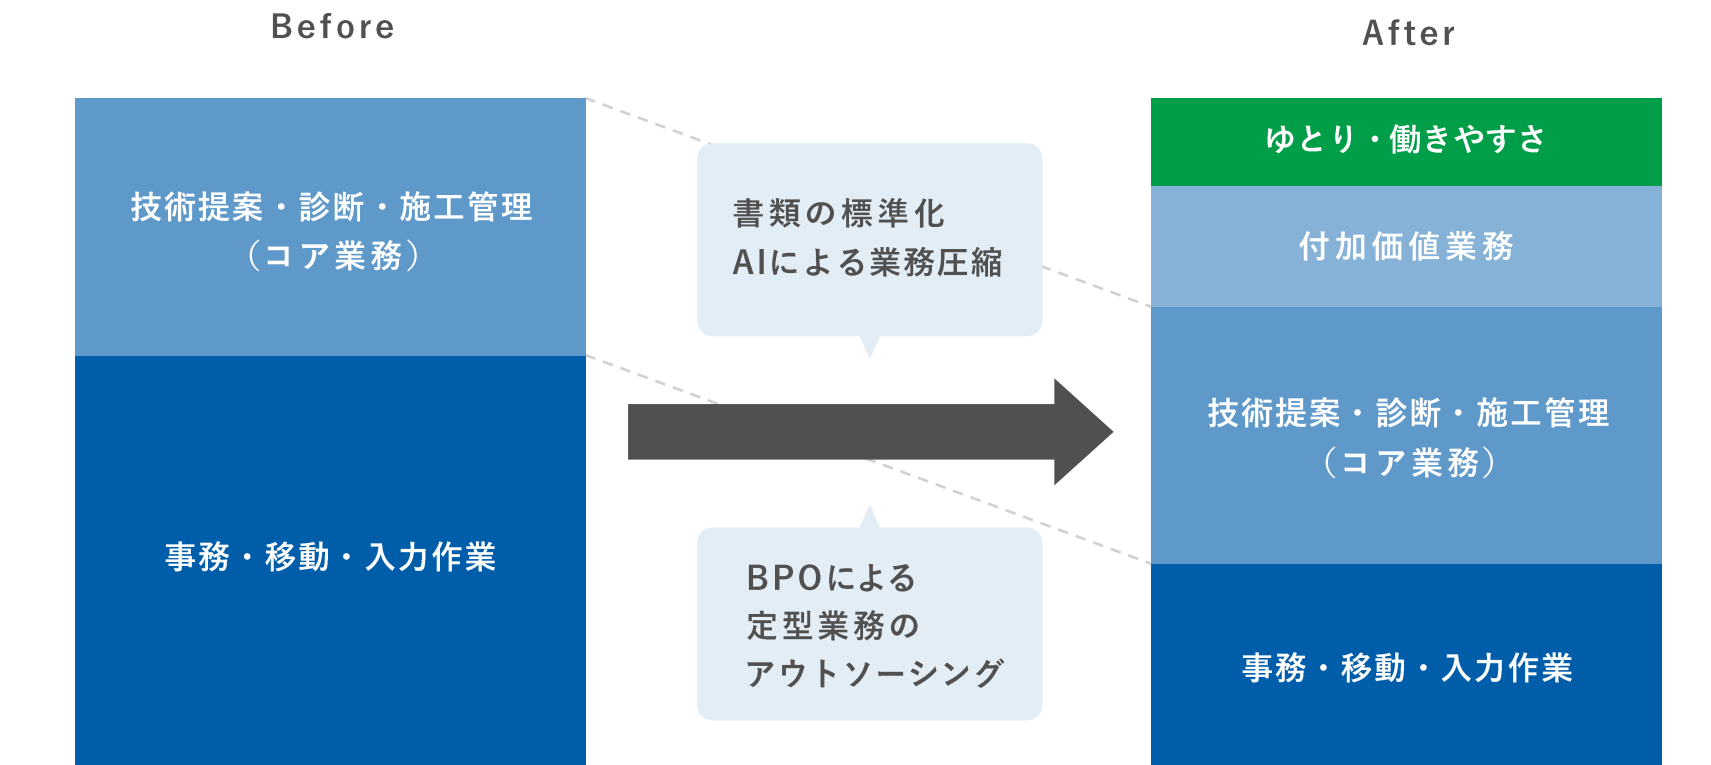 Before
技術提案・診断・施工管理
（コア業務）
事務・移動・入力作業
書類の標準化
AIによる業務圧縮
BPOによる
定型業務の
アウトソーシング
After
ゆとり・働きやすさ
付加価値業務
技術提案・診断・施工管理
（コア業務）
事務・移動・入力作業